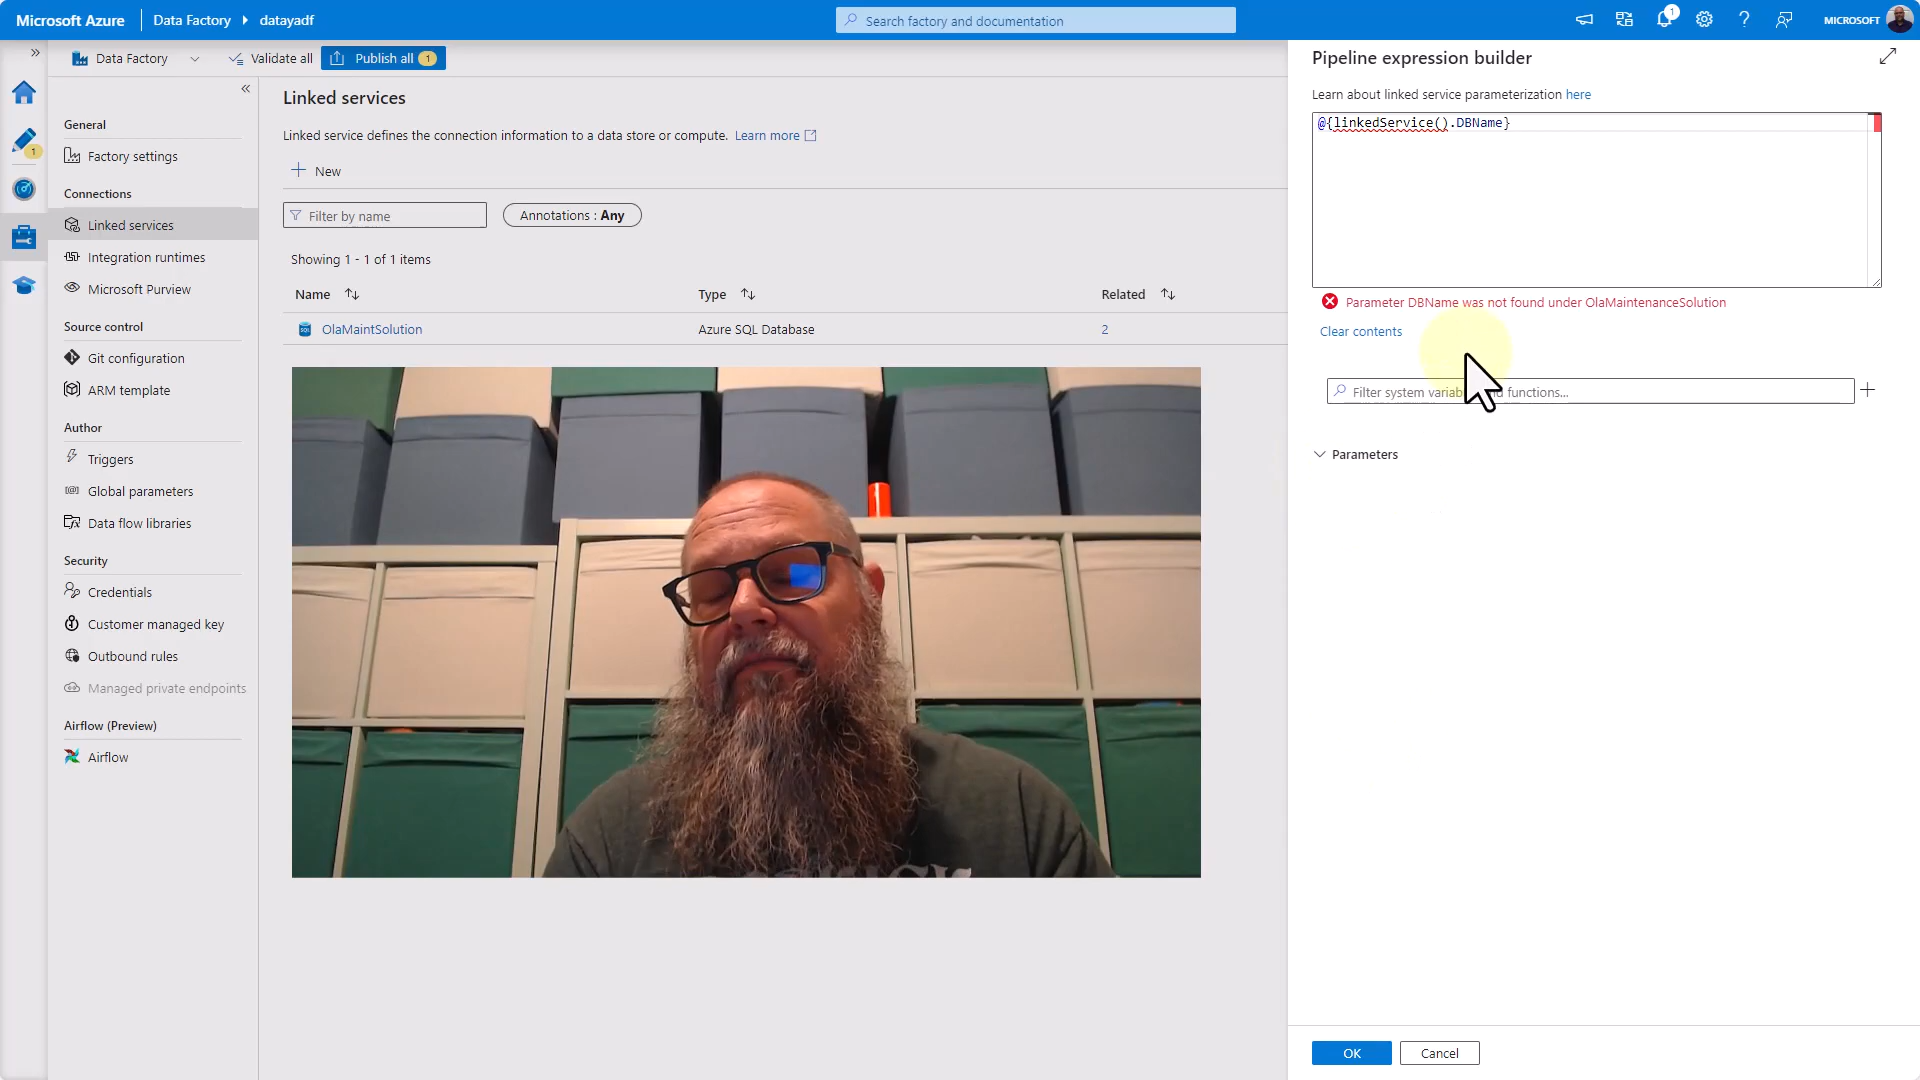 Microsoft Azure
Data Factory
datayadf
Search factory and documentation
1
MICROSOFT
Data Factory
Validate all
Publish all 1
1
General
Factory settings
Connections
Linked services
Integration runtimes
Microsoft Purview
Source control
Git configuration
ARM template
Author
Triggers
Global parameters
Data flow libraries
Security
Credentials
Customer managed key
Outbound rules
Managed private endpoints
Airflow (Preview)
Airflow
Linked services
Linked service defines the connection information to a data store or compute. Learn more
New
Filter by name
Annotations : Any
Showing 1 - 1 of 1 items
Name Type Related
OlaMaintSolution Azure SQL Database 2
Pipeline expression builder
Learn about linked service parameterization here
@{linkedService().DBName}
Parameter DBName was not found under OlaMaintenanceSolution
Clear contents
Filter system functions...
Parameters
OK Cancel